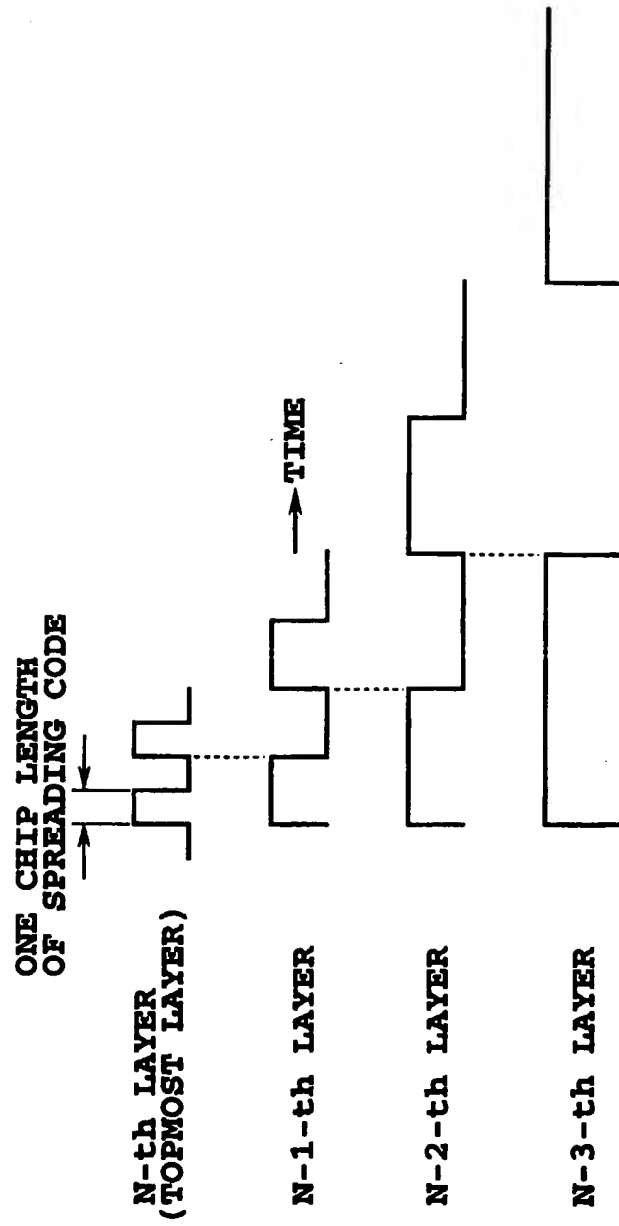 ONE CHIP LENGTH
OF SPREADING CODE
N-th LAYER
(TOPMOST LAYER)
TIME
N-1-th LAYER
N-2-th LAYER
N-3-th LAYER